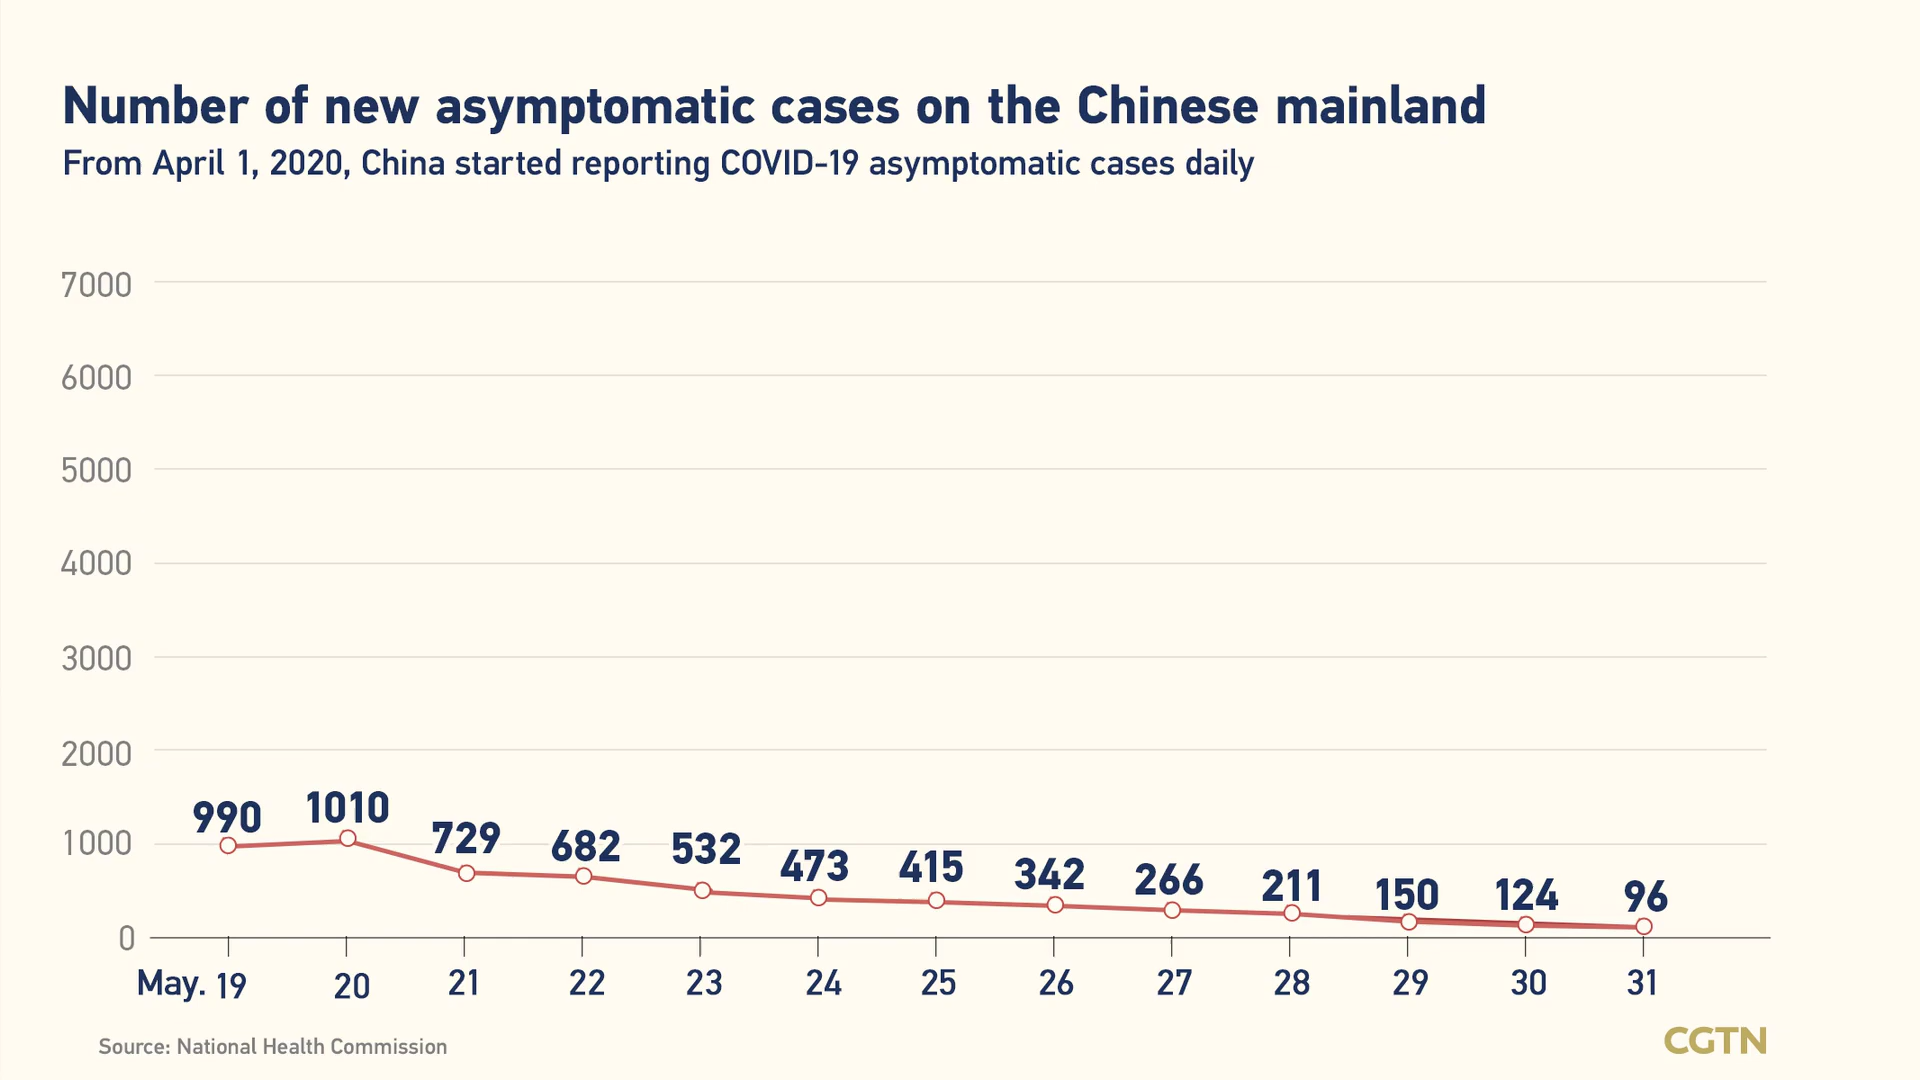 Number of new asymptomatic cases on the Chinese mainland
From April 1, 2020, China started reporting COVID-19 asymptomatic cases daily
7000
6000
5000
4000
3000
2000
1000
0
990 1010 729 682 532 473 415 342 266 211 150 124 96
May. 19 20 21 22 23 24 25 26 27 28 29 30 31
Source: National Health Commission
CGTN